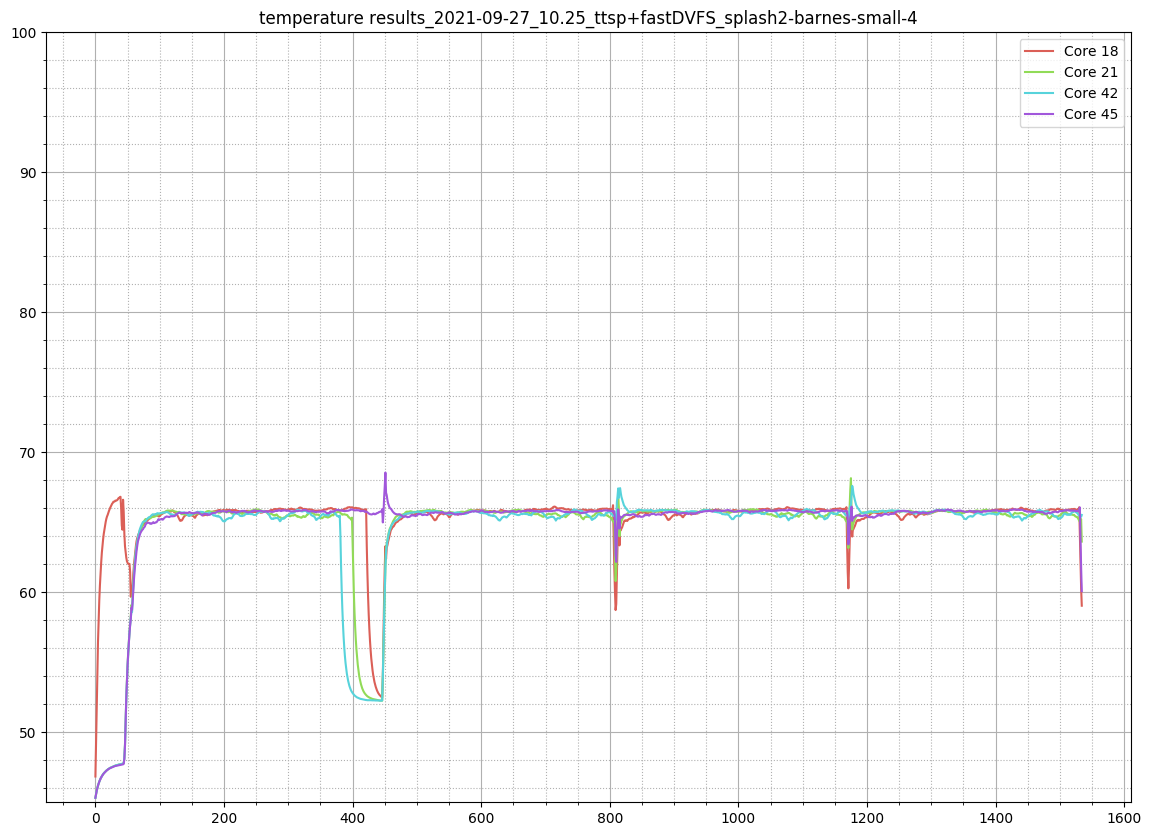 temperature results_2021-09-27_10.25_ttsp+fastDVFS_splash2-barnes-small-4
100
90
80
70
60
50
Core 18
Core 21
Core 42
Core 45
0 200 400 600 800 1000 1200 1400 1600